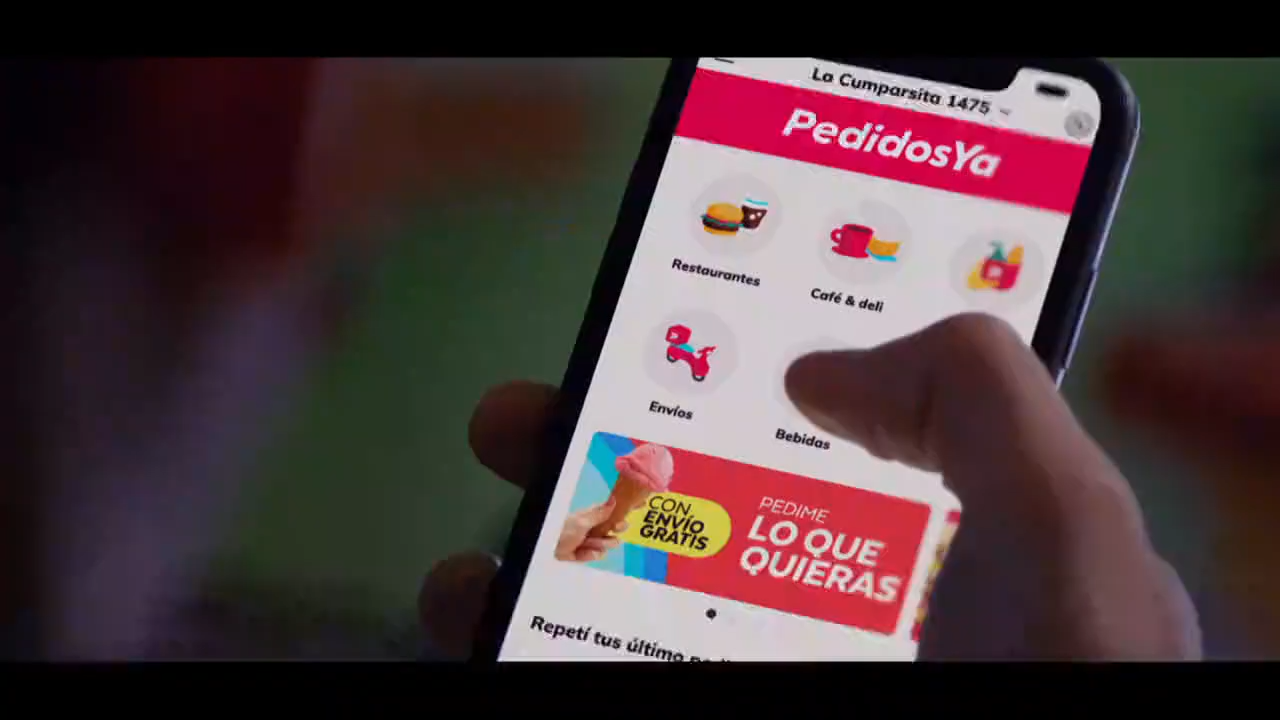 La Cumparsita 1475
PedidosYa
Restaurantes
Café & deli
Envíos
Bebidas
CON
ENVÍO
GRATIS
PEDIME
LO QUE
QUIERAS
Repetí tus último